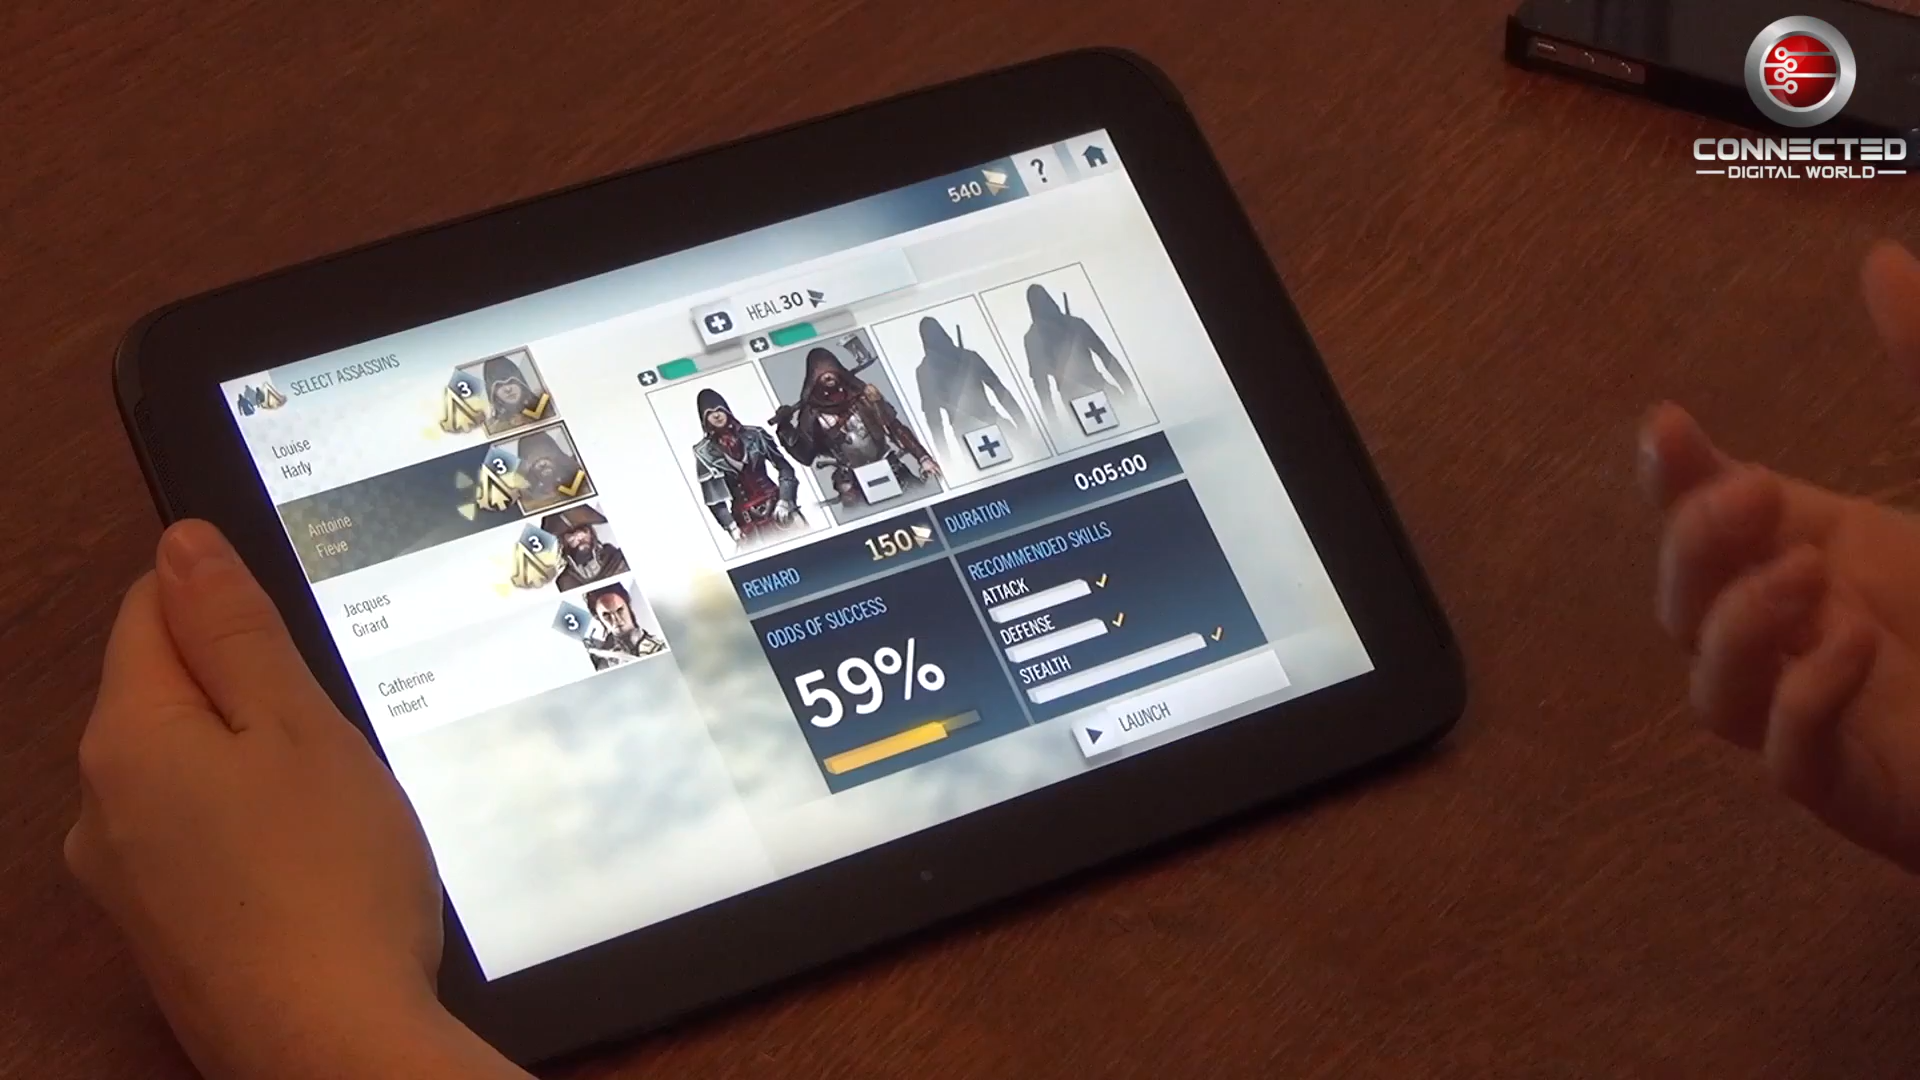 CONNECTED
DIGITAL WORLD
540
?
HEAL 30
SELECT ASSASSINS
3
Louise
Harly
3
Antoine
Fieve
3
Jacques
Girard
3
Catherine
Imbert
REWARD 150
DURATION 0:05:00
ODDS OF SUCCESS
59%
RECOMMENDED SKILLS
ATTACK
DEFENSE
STEALTH
LAUNCH